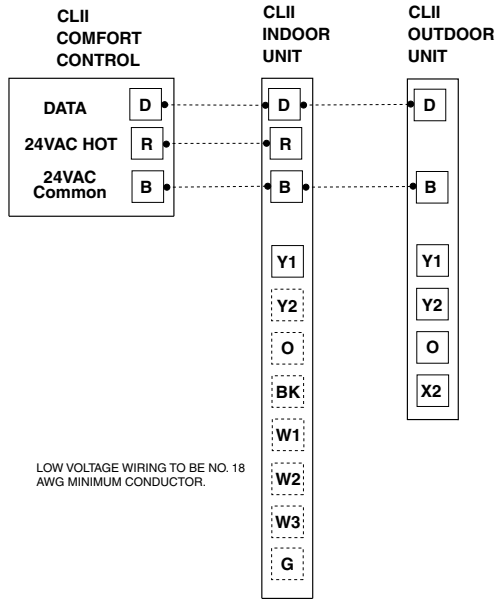 CLII
COMFORT
CONTROL
CLII
INDOOR
UNIT
CLII
OUTDOOR
UNIT
DATA D D D
24VAC HOT R R
24VAC
Common B B B
Y1 Y1
Y2 Y2
O O
BK X2
W1
LOW VOLTAGE WIRING TO BE NO. 18
AWG MINIMUM CONDUCTOR.
W2
W3
G